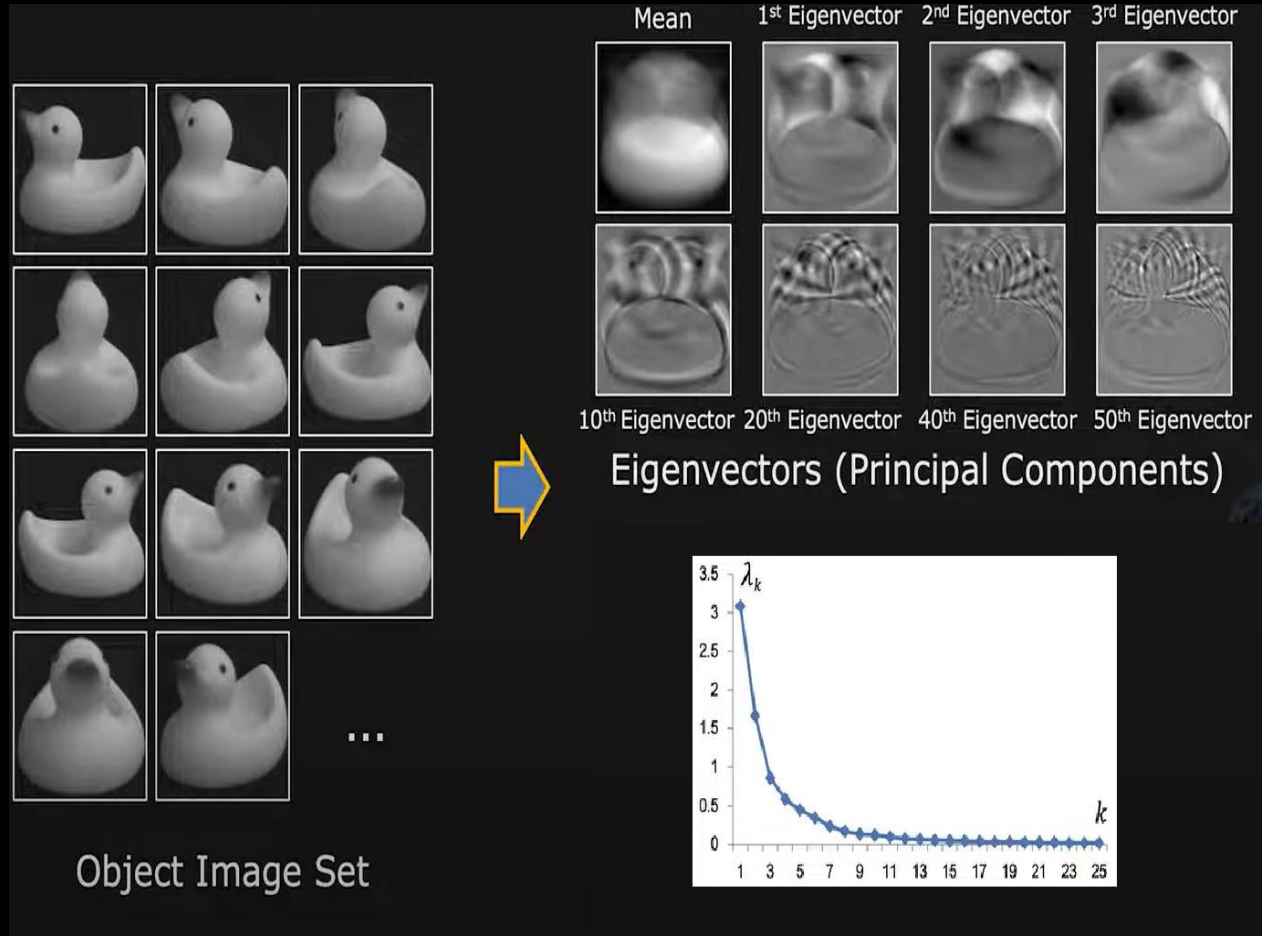 Mean 1st Eigenvector 2nd Eigenvector 3rd Eigenvector
10th Eigenvector 20th Eigenvector 40th Eigenvector 50th Eigenvector
Eigenvectors (Principal Components)
λk
3.5
3
2.5
2
1.5
1
0.5
0
k
1 3 5 7 9 11 13 15 17 19 21 23 25
...
Object Image Set